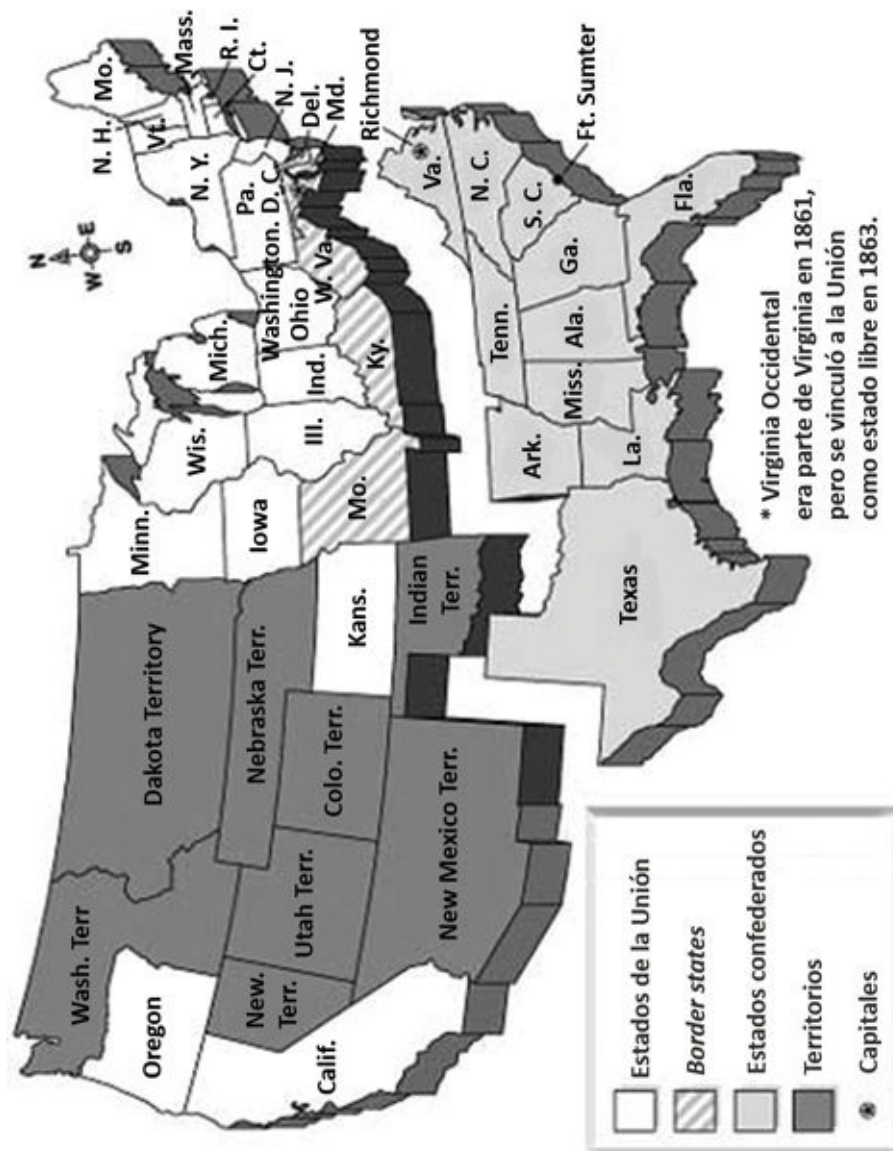 N
W
E
S
Wash. Terr
Oregon
Calif.
New.
Terr.
Utah Terr.
Dakota Territory
Nebraska Terr.
Colo. Terr.
New Mexico Terr.
Kans.
Indian
Terr.
Minn.
Iowa
Mo.
Wis.
Ill.
Mich.
Ind.
Ohio
Ky.
W. Va.
Washington. D. C.
Pa.
N. Y.
N. H.
Vt.
Mo.
Mass.
R. I.
Ct.
N. J.
Del.
Md.
Richmond
Va.
N. C.
S. C.
Ft. Sumter
Tenn.
Ark.
Miss.
Ala.
Ga.
Fla.
La.
Texas
* Virginia Occidental
era parte de Virginia en 1861,
pero se vinculó a la Unión
como estado libre en 1863.
Estados de la Unión
Border states
Estados confederados
Territorios
Capitales